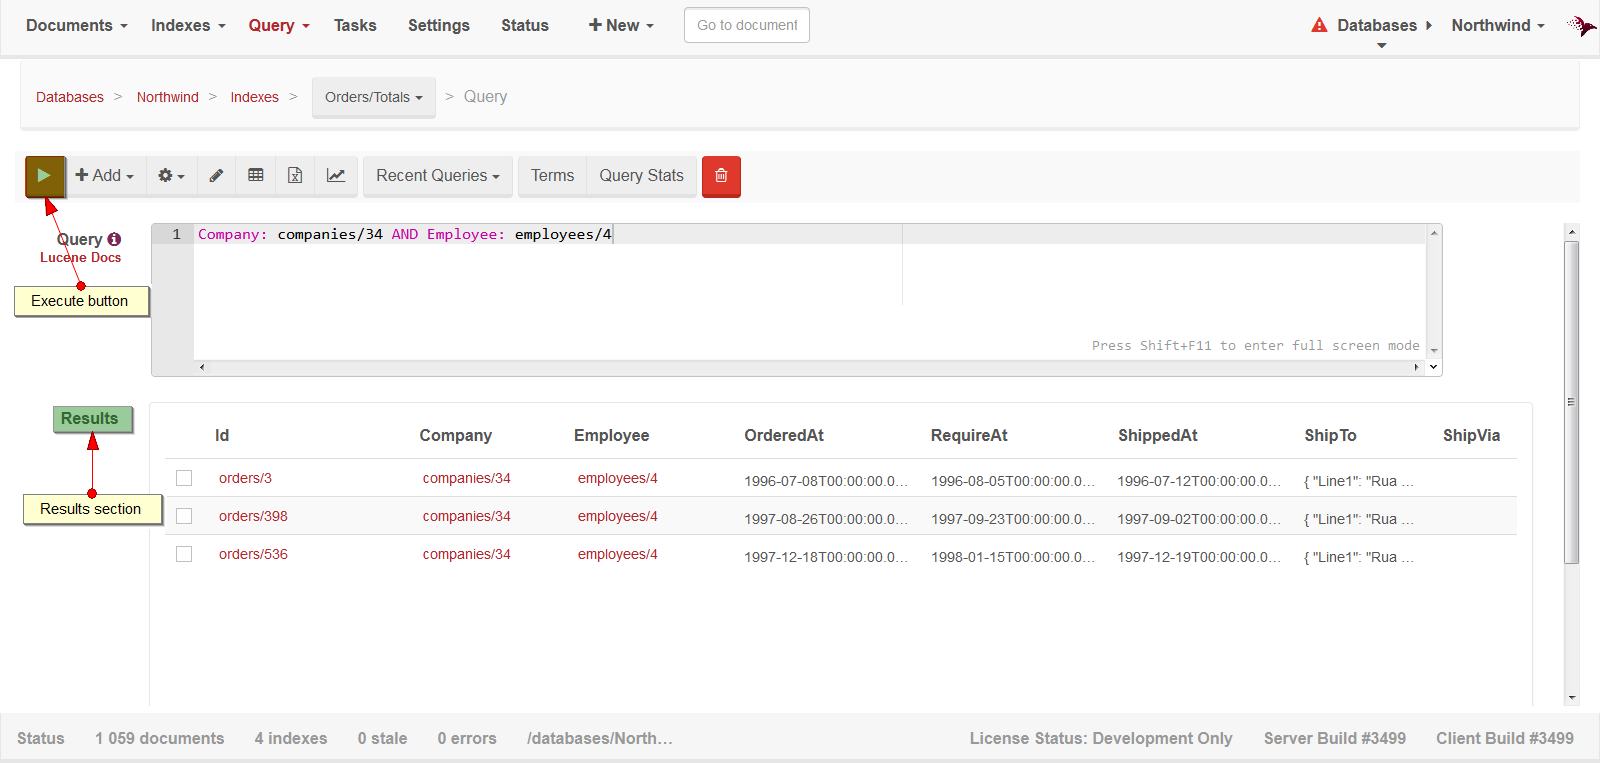 Documents Indexes Query Tasks Settings Status + New Go to document Databases Northwind
Databases > Northwind > Indexes > Orders/Totals > Query
+ Add Recent Queries Terms Query Stats
Query
Lucene Docs
1 Company: companies/34 AND Employee: employees/4
Execute button
Press Shift+F11 to enter full screen mode
Results
Results section
Id Company Employee OrderedAt RequireAt ShippedAt ShipTo ShipVia
orders/3 companies/34 employees/4 1996-07-08T00:00:00.0... 1996-08-05T00:00:00.0... 1996-07-12T00:00:00.0... { "Line1": "Rua ...
orders/398 companies/34 employees/4 1997-08-26T00:00:00.0... 1997-09-23T00:00:00.0... 1997-09-02T00:00:00.0... { "Line1": "Rua ...
orders/536 companies/34 employees/4 1997-12-18T00:00:00.0... 1998-01-15T00:00:00.0... 1997-12-19T00:00:00.0... { "Line1": "Rua ...
Status 1 059 documents 4 indexes 0 stale 0 errors /databases/North... License Status: Development Only Server Build #3499 Client Build #3499